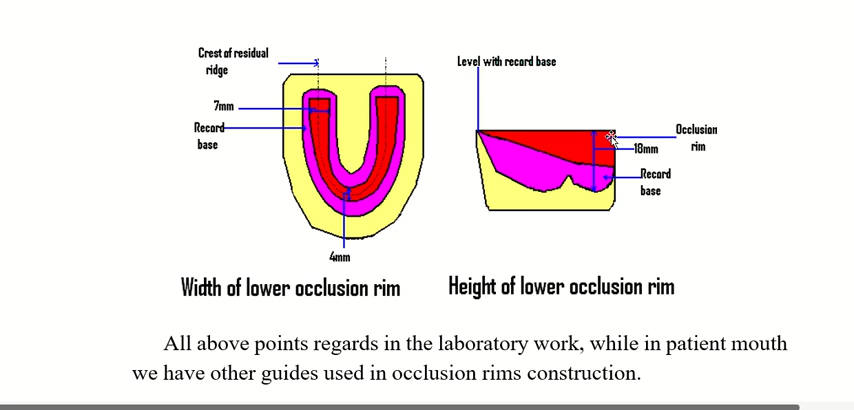 Crest of residual
ridge
7mm
Record
base
4mm
Width of lower occlusion rim
Level with record base
Occlusion
rim
18mm
Record
base
Height of lower occlusion rim
All above points regards in the laboratory work, while in patient mouth
we have other guides used in occlusion rims construction.